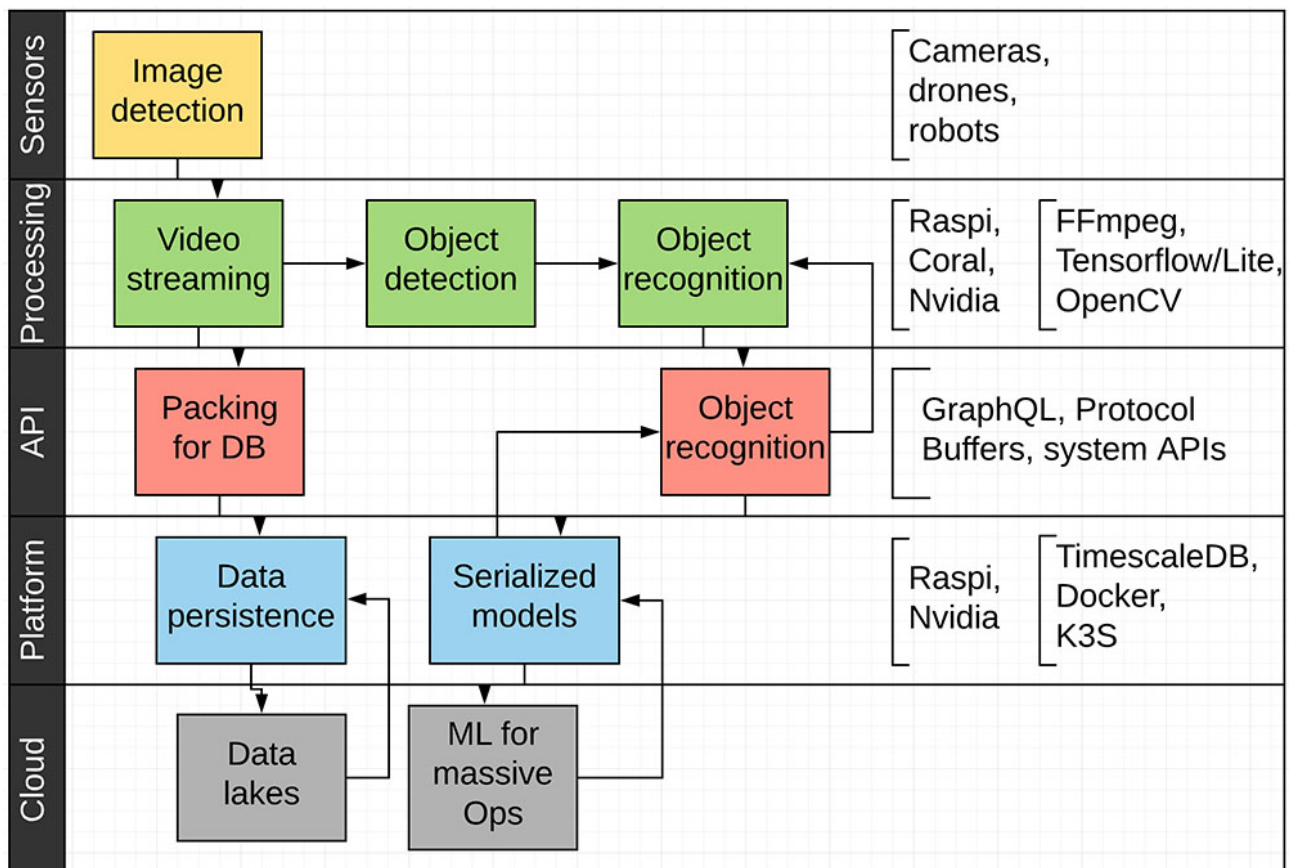 Sensors
Image
detection
Cameras,
drones,
robots
Processing
Video
streaming
Object
detection
Object
recognition
Raspi,
Coral,
Nvidia
FFmpeg,
Tensorflow/Lite,
OpenCV
API
Packing
for DB
Object
recognition
GraphQL, Protocol
Buffers, system APIs
Platform
Data
persistence
Serialized
models
Raspi,
Nvidia
TimescaleDB,
Docker,
K3S
Cloud
Data
lakes
ML for
massive
Ops